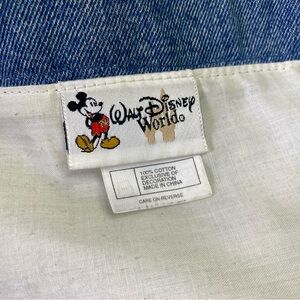 Walt Disney
World®
100% COTTON
EXCLUSIVE OF
DECORATION
MADE IN CHINA
CARE ON REVERSE